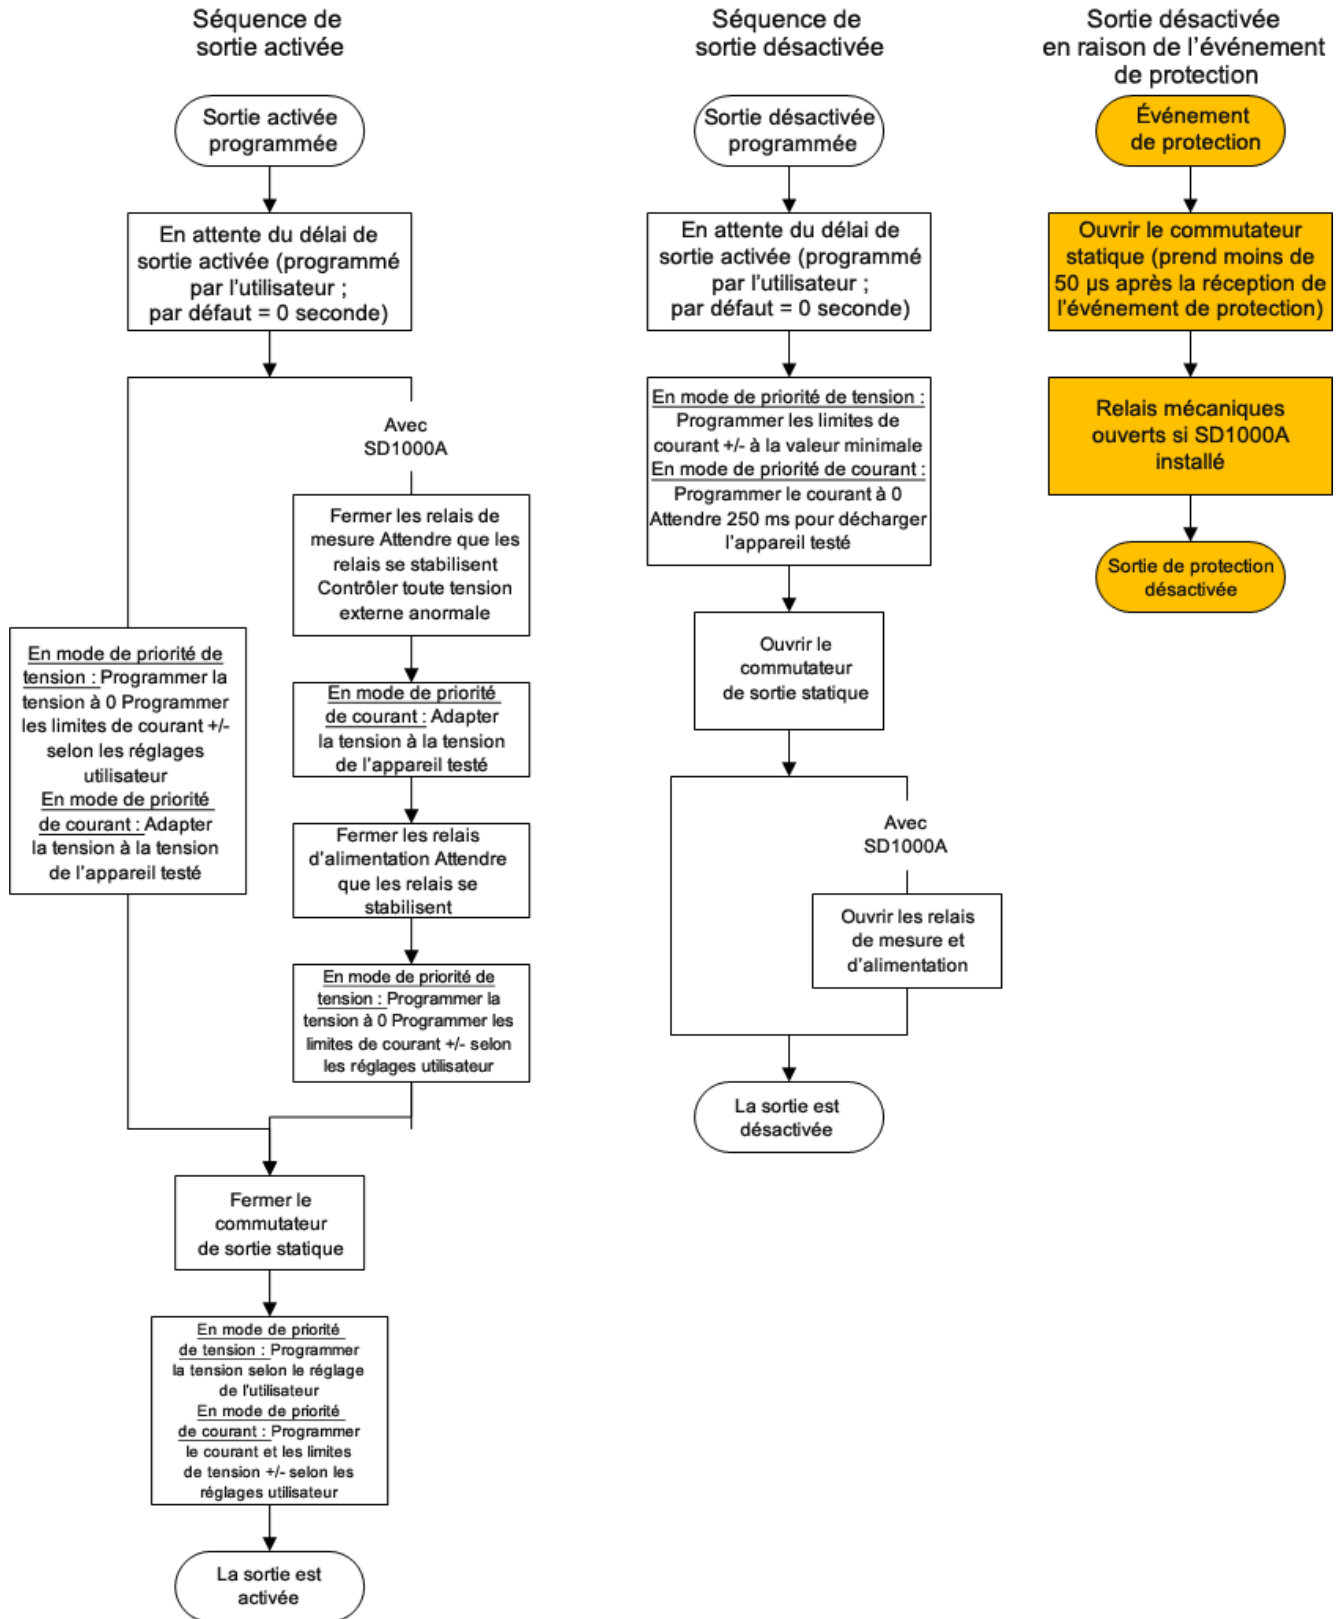 Séquence de
sortie activée
Sortie activée
programmée
En attente du délai de
sortie activée (programmé
par l'utilisateur ;
par défaut = 0 seconde)
Avec
SD1000A
Fermer les relais de
mesure Attendre que les
relais se stabilisent
Contrôler toute tension
externe anormale
En mode de priorité de
tension : Programmer la
tension à 0 Programmer
les limites de courant +/-
selon les réglages
utilisateur
En mode de priorité
de courant : Adapter
la tension à la tension
de l'appareil testé
En mode de priorité
de courant : Adapter
la tension à la tension
de l'appareil testé
Fermer les relais
d'alimentation Attendre
que les relais se
stabilisent
En mode de priorité de
tension : Programmer la
tension à 0 Programmer les
limites de courant +/- selon
les réglages utilisateur
Fermer le
commutateur
de sortie statique
En mode de priorité
de tension : Programmer
la tension selon le réglage
de l'utilisateur
En mode de priorité
de courant : Programmer
le courant et les limites
de tension +/- selon les
réglages utilisateur
La sortie est
activée
Séquence de
sortie désactivée
Sortie désactivée
programmée
En attente du délai de
sortie activée (programmé
par l'utilisateur ;
par défaut = 0 seconde)
En mode de priorité de tension :
Programmer les limites de
courant +/- à la valeur minimale
En mode de priorité de courant :
Programmer le courant à 0
Attendre 250 ms pour décharger
l'appareil testé
Ouvrir le
commutateur
de sortie statique
Avec
SD1000A
Ouvrir les relais
de mesure et
d'alimentation
La sortie est
désactivée
Sortie désactivée
en raison de l'événement
de protection
Événement
de protection
Ouvrir le commutateur
statique (prend moins de
50 µs après la réception de
l'événement de protection)
Relais mécaniques
ouverts si SD1000A
installé
Sortie de protection
désactivée